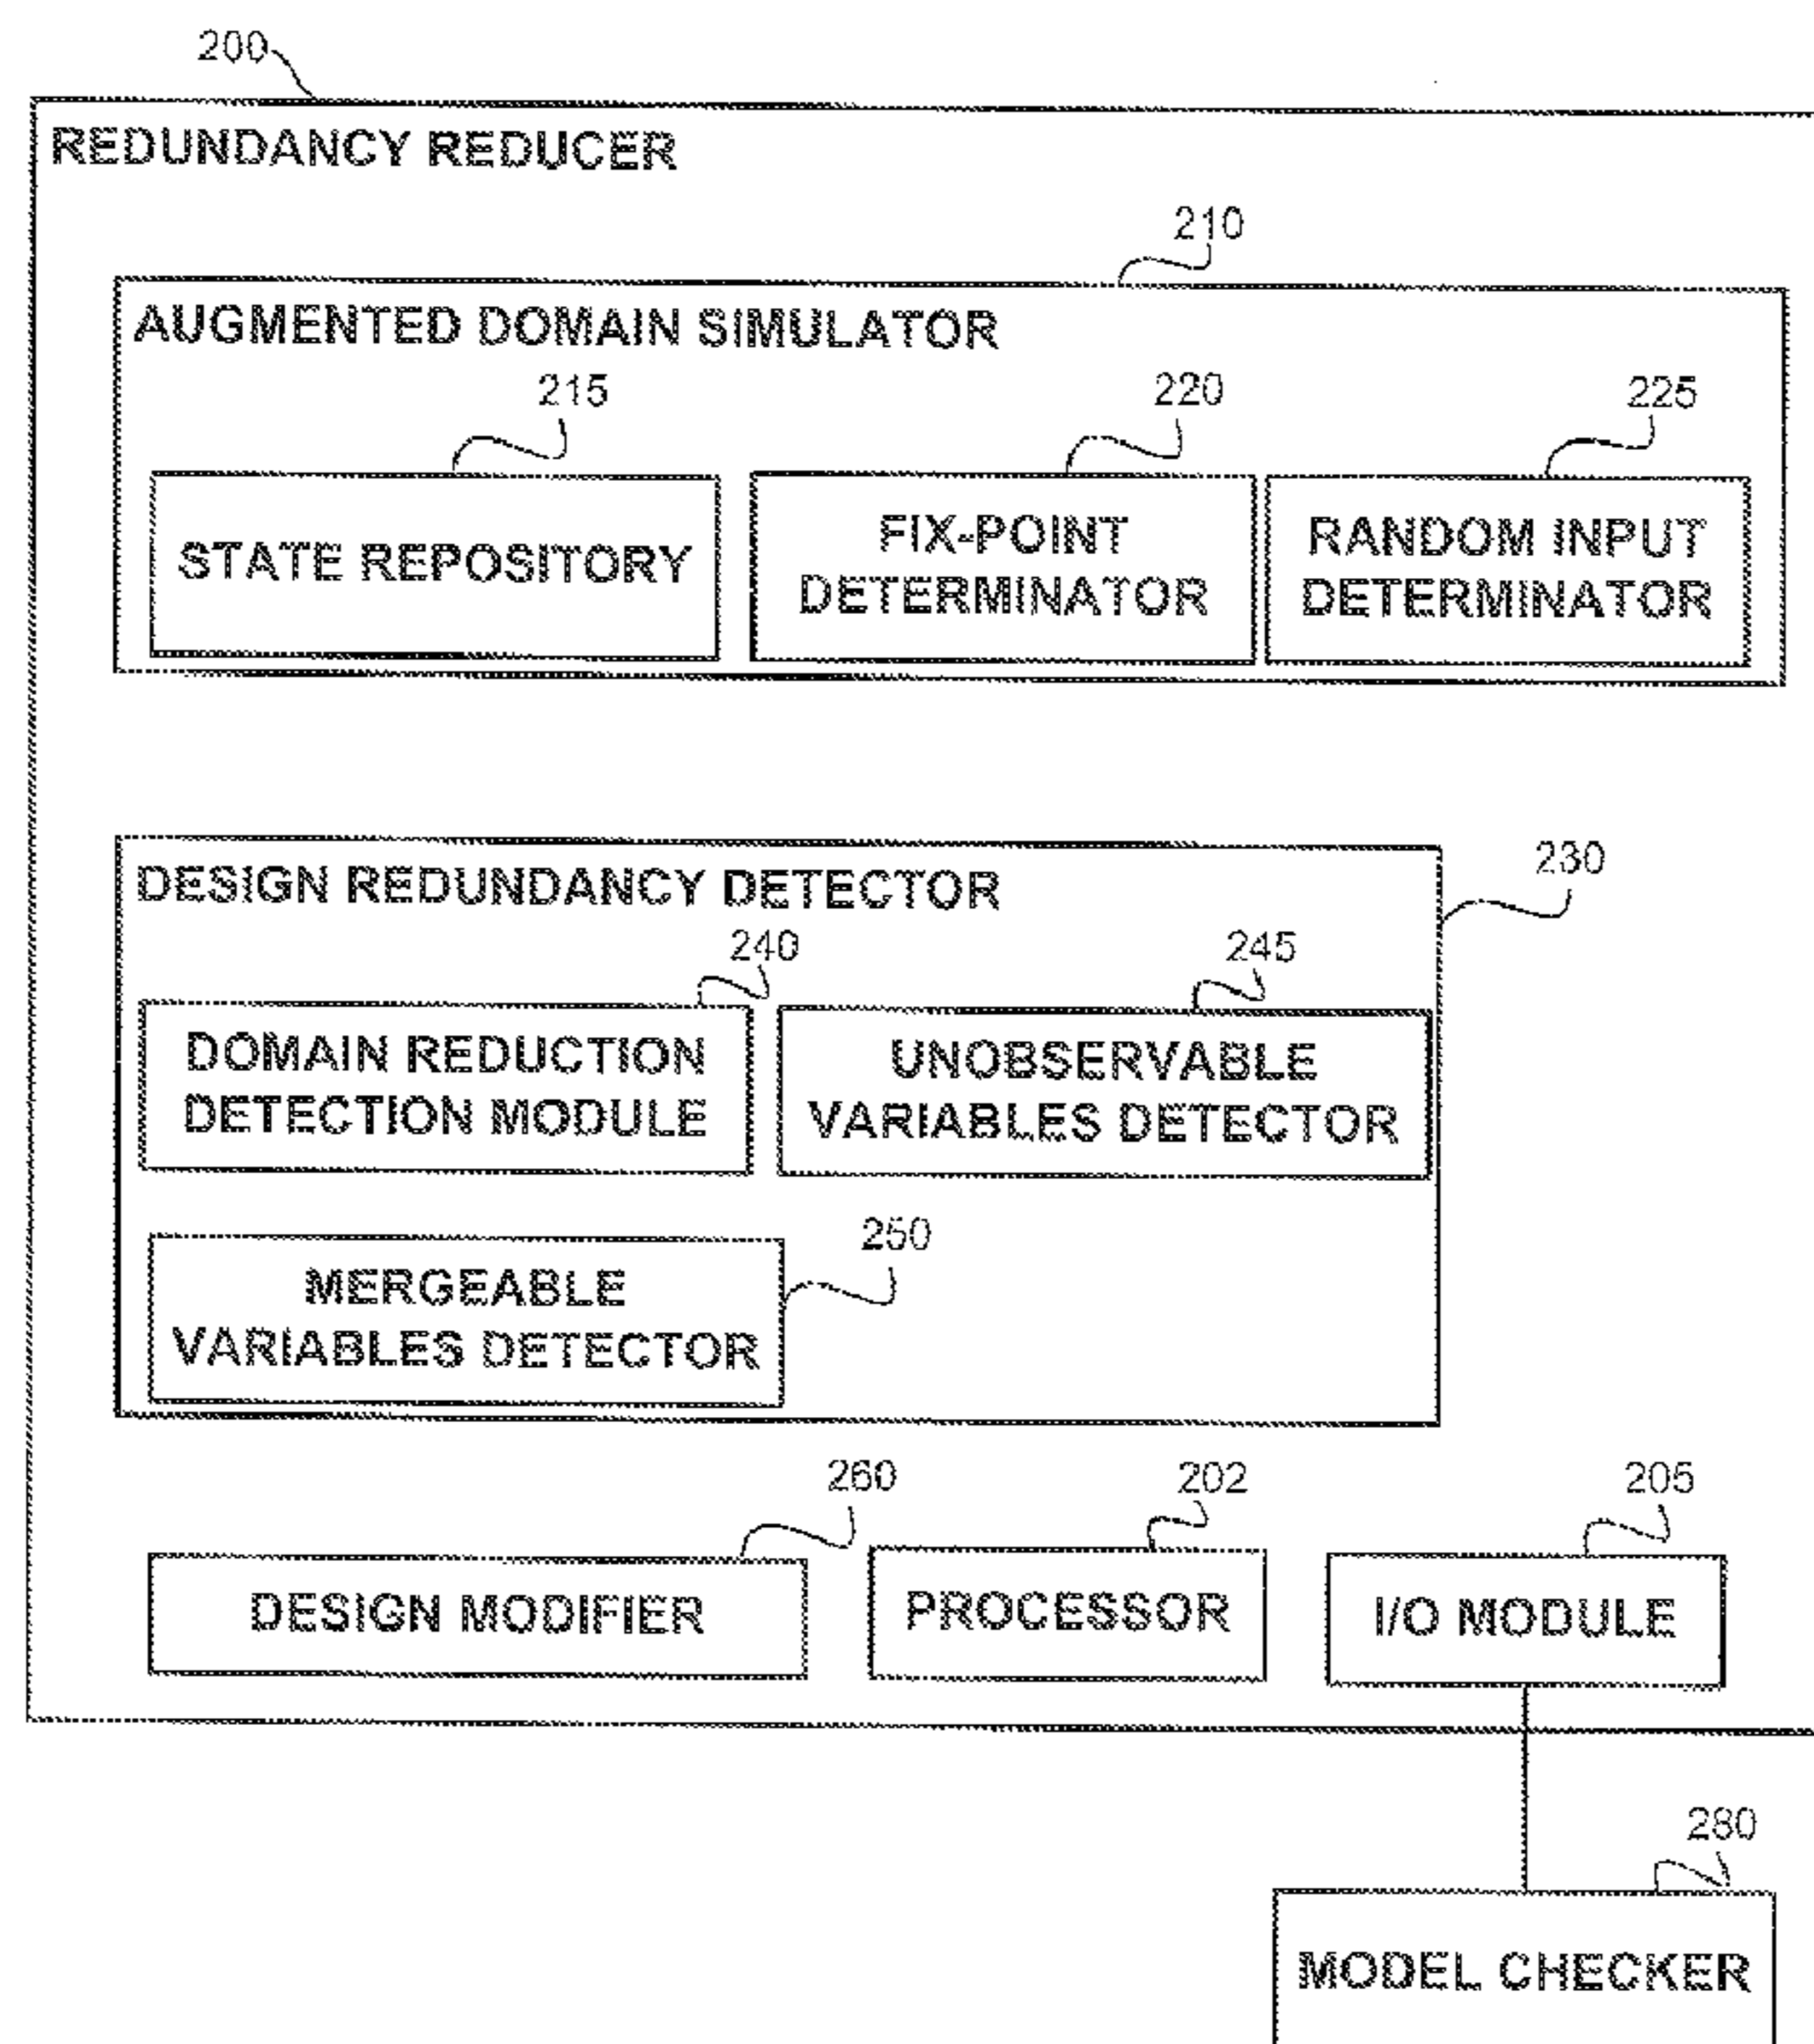 200
REDUNDANCY REDUCER
210
AUGMENTED DOMAIN SIMULATOR
215
220
225
STATE REPOSITORY
FIX-POINT
DETERMINATOR
RANDOM INPUT
DETERMINATOR
230
DESIGN REDUNDANCY DETECTOR
240
245
DOMAIN REDUCTION
DETECTION MODULE
UNOBSERVABLE
VARIABLES DETECTOR
250
MERGEABLE
VARIABLES DETECTOR
260
202
205
DESIGN MODIFIER
PROCESSOR
I/O MODULE
280
MODEL CHECKER